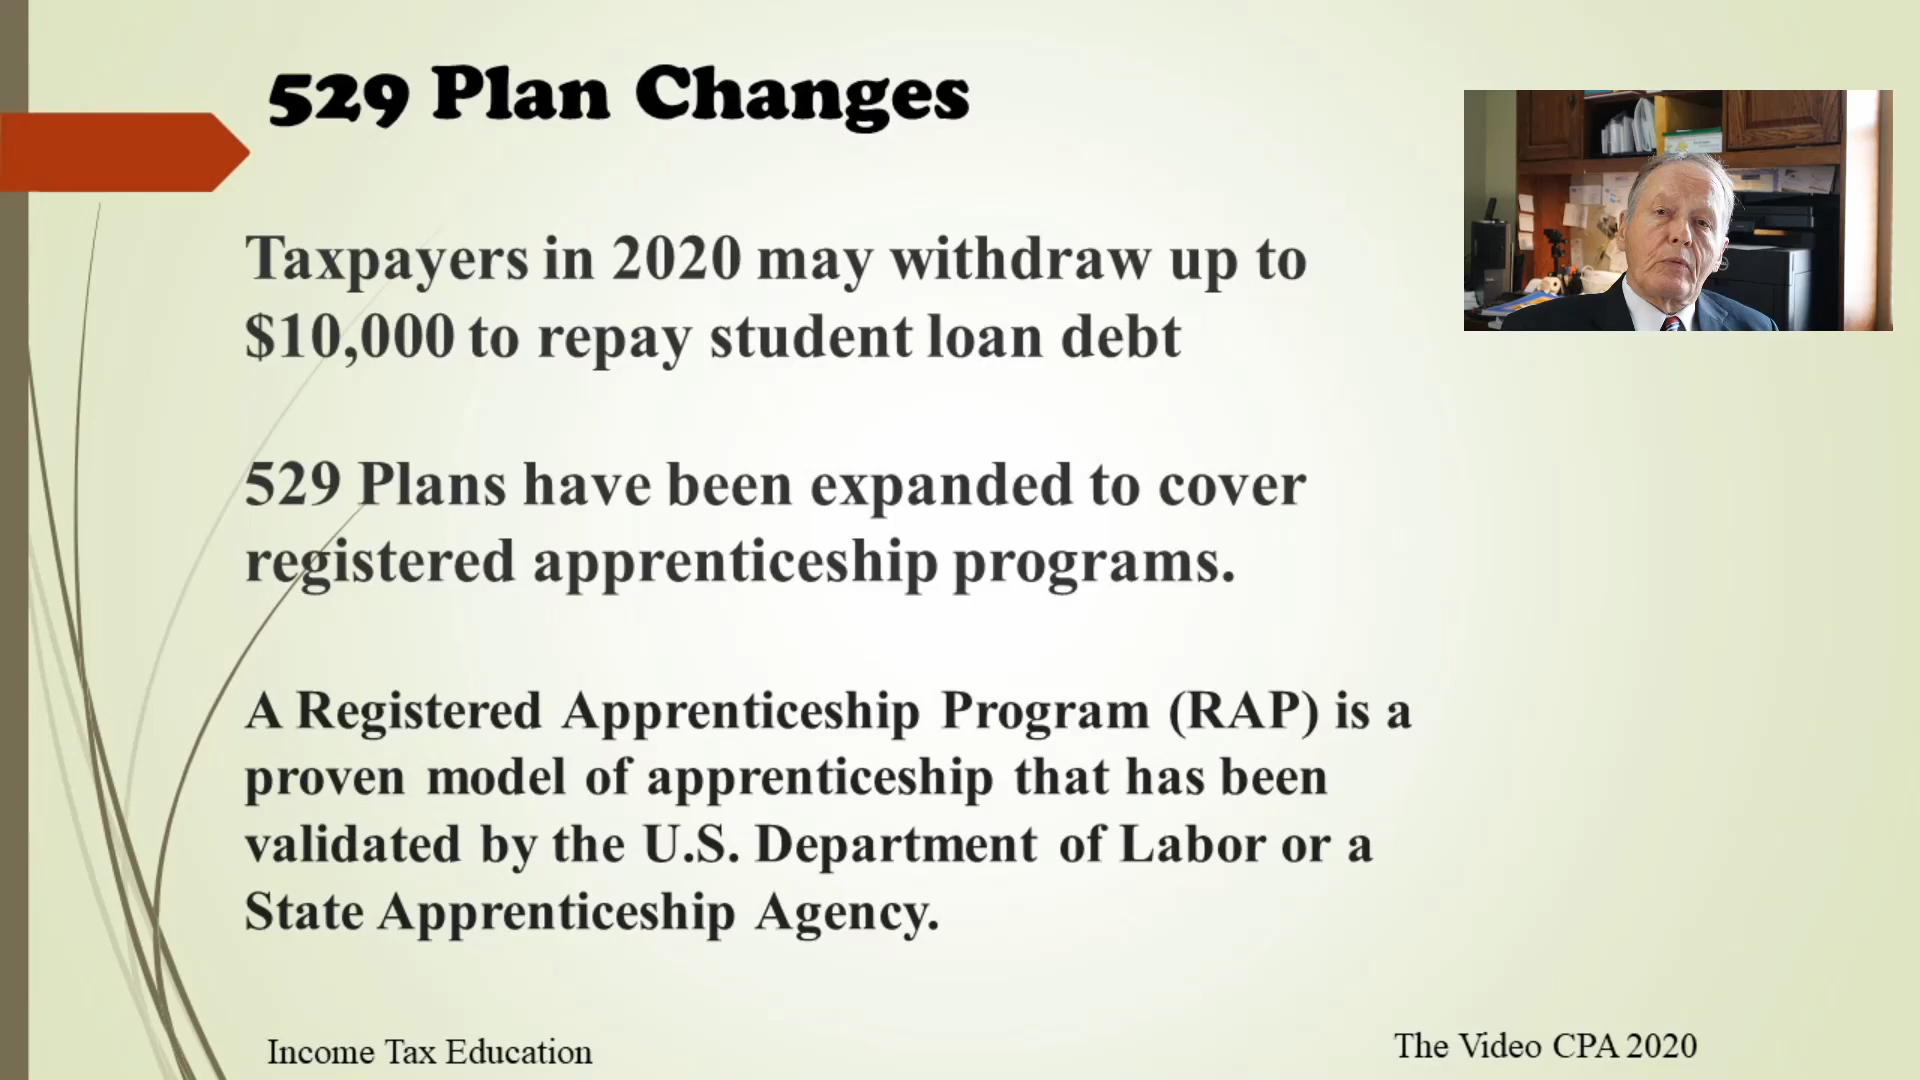 529 Plan Changes
Taxpayers in 2020 may withdraw up to
$10,000 to repay student loan debt
529 Plans have been expanded to cover
registered apprenticeship programs.
A Registered Apprenticeship Program (RAP) is a
proven model of apprenticeship that has been
validated by the U.S. Department of Labor or a
State Apprenticeship Agency.
Income Tax Education
The Video CPA 2020